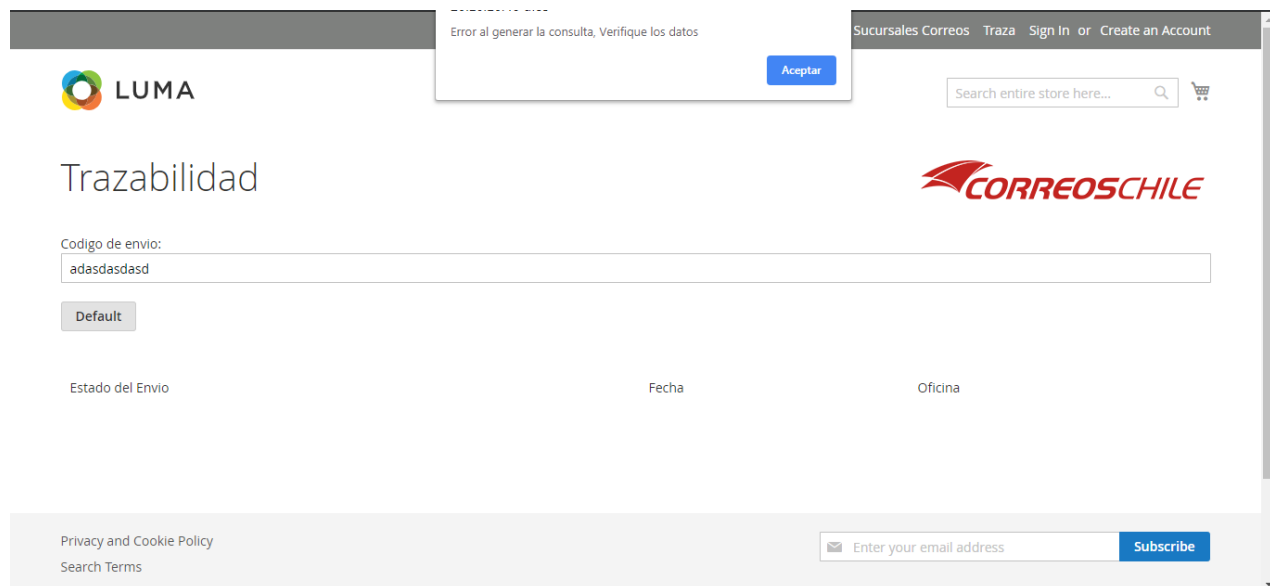 Error al generar la consulta, Verifique los datos
Aceptar
Sucursales Correos Traza Sign In or Create an Account
LUMA
Search entire store here...
Trazabilidad
CORREOSCHILE
Codigo de envio:
adasdasdasd
Default
Estado del Envio Fecha Oficina
Privacy and Cookie Policy
Search Terms
Enter your email address
Subscribe